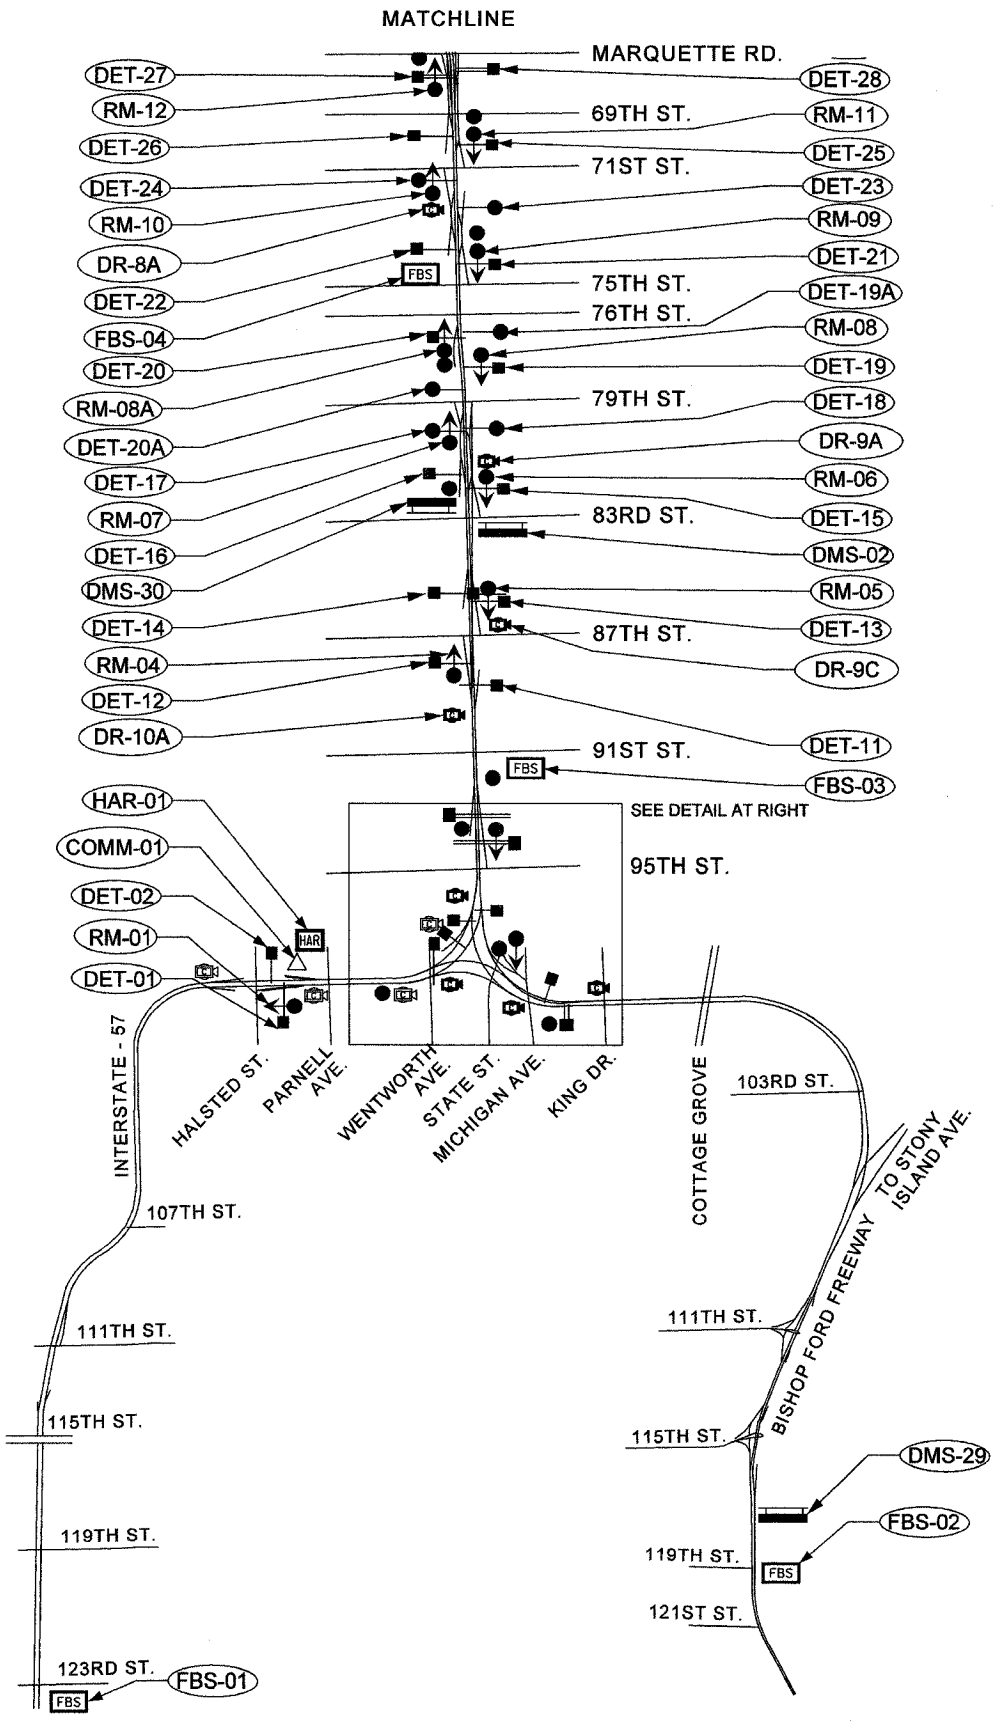 MATCHLINE
MARQUETTE RD.
DET-27
DET-28
RM-12
69TH ST.
RM-11
DET-26
DET-25
71ST ST.
DET-24
DET-23
RM-10
RM-09
DR-8A
DET-21
FBS
75TH ST.
DET-22
DET-19A
76TH ST.
FBS-04
RM-08
DET-20
DET-19
79TH ST.
RM-08A
DET-18
DET-20A
DR-9A
DET-17
RM-06
RM-07
83RD ST.
DET-15
DET-16
DMS-02
DMS-30
RM-05
DET-14
87TH ST.
DET-13
RM-04
DR-9C
DET-12
DR-10A
91ST ST.
DET-11
FBS
FBS-03
HAR-01
SEE DETAIL AT RIGHT
COMM-01
95TH ST.
DET-02
RM-01
HAR
DET-01
C
C
C
C
C
C
C
C
C
C
C
C
C
INTERSTATE - 57
HALSTED ST.
PARNELL
AVE.
WENTWORTH
AVE.
STATE ST.
MICHIGAN AVE.
KING DR.
COTTAGE GROVE
103RD ST.
TO STONY
ISLAND AVE.
107TH ST.
BISHOP FORD FREEWAY
111TH ST.
111TH ST.
115TH ST.
115TH ST.
DMS-29
FBS-02
119TH ST.
119TH ST.
FBS
121ST ST.
123RD ST.
FBS-01
FBS